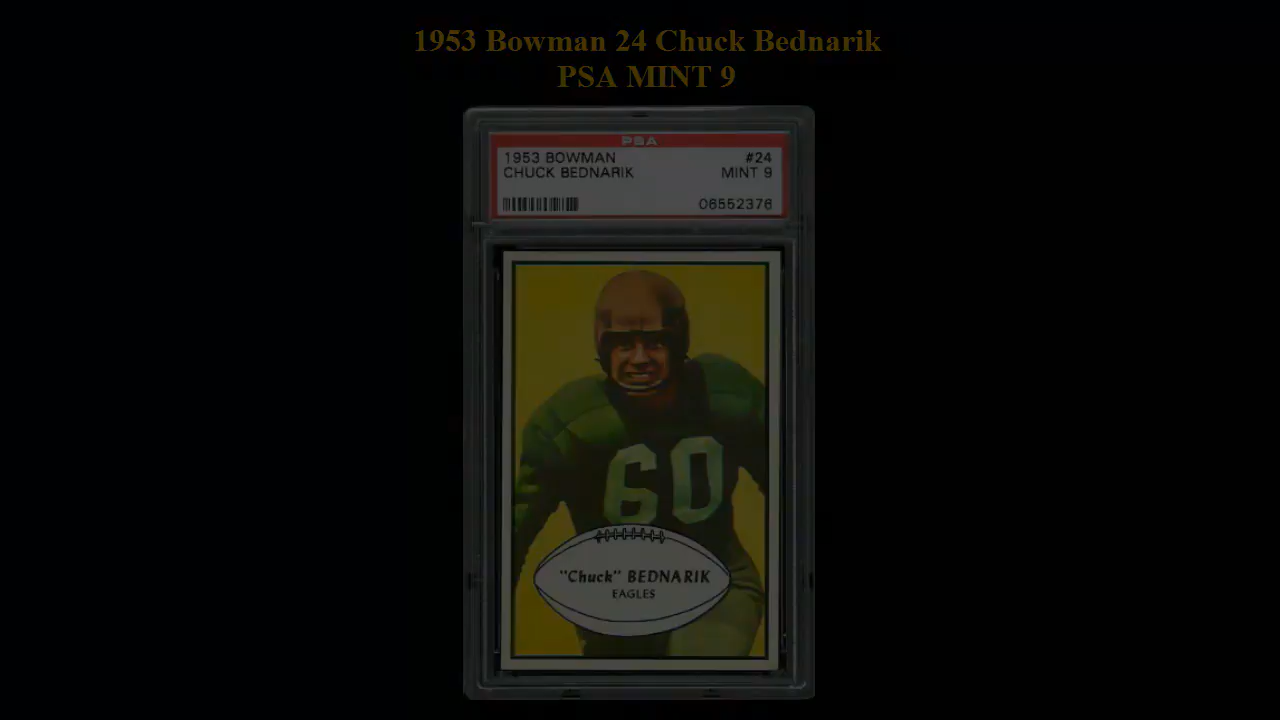 1953 Bowman 24 Chuck Bednarik
PSA MINT 9
PSA
1953 BOWMAN #24
CHUCK BEDNARIK MINT 9
06552376
60
"Chuck" BEDNARIK
EAGLES